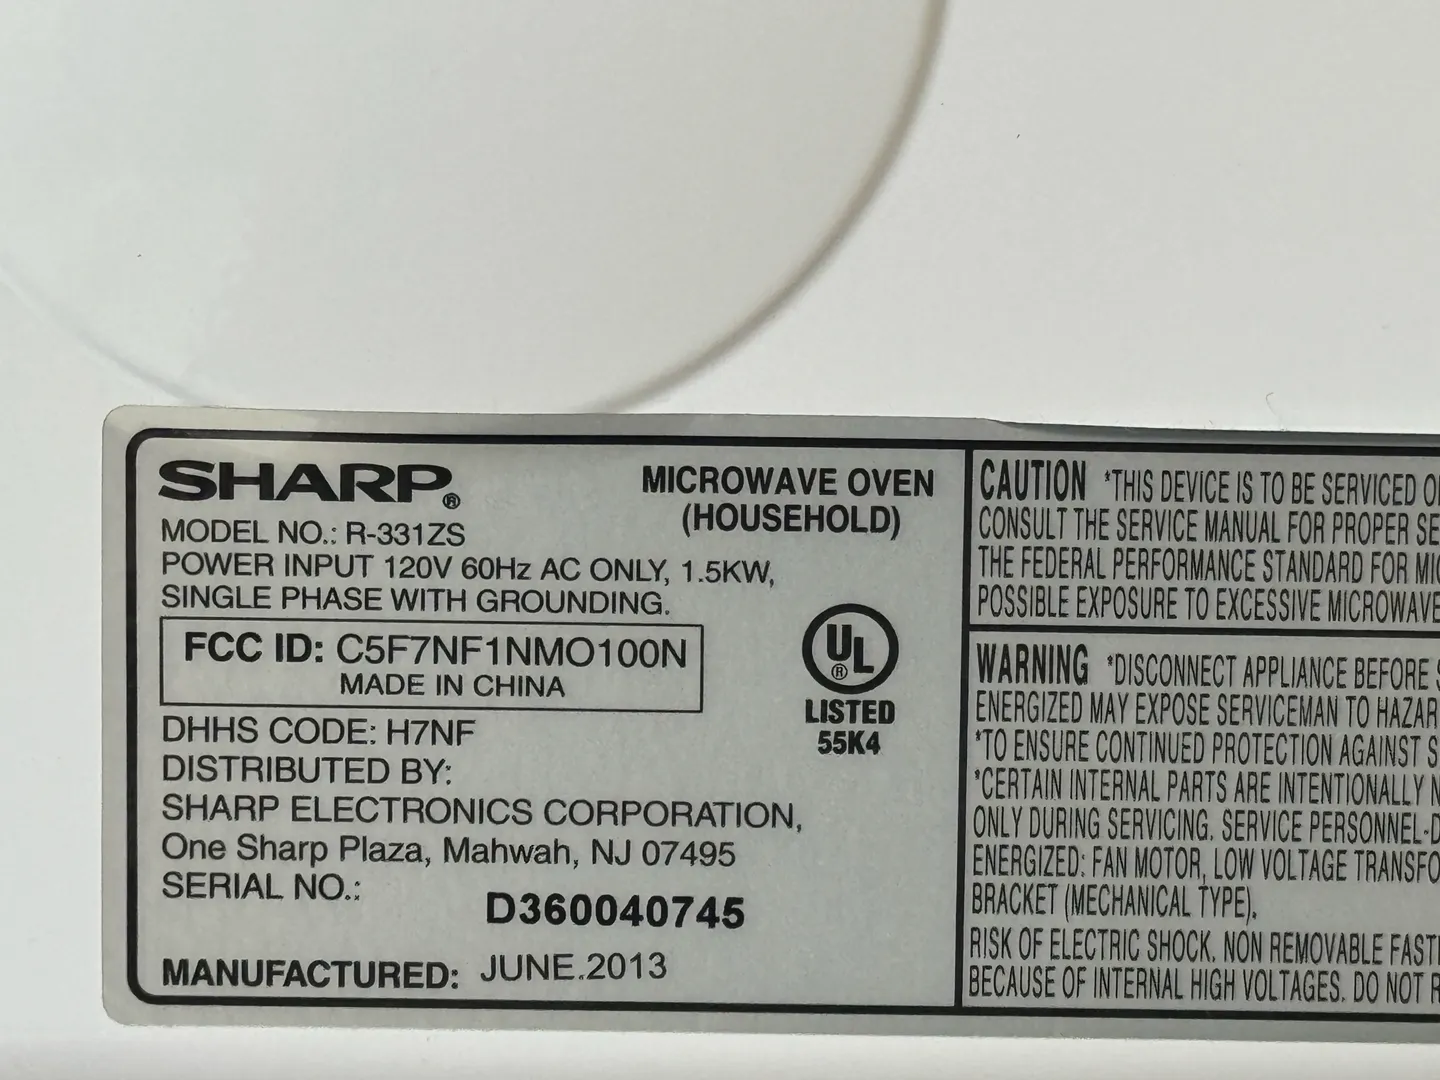 SHARP®
MICROWAVE OVEN
(HOUSEHOLD)
MODEL NO.: R-331ZS
POWER INPUT 120V 60Hz AC ONLY, 1.5KW,
SINGLE PHASE WITH GROUNDING.
FCC ID: C5F7NF1NMO100N
MADE IN CHINA
UL®
LISTED
55K4
DHHS CODE: H7NF
DISTRIBUTED BY:
SHARP ELECTRONICS CORPORATION,
One Sharp Plaza, Mahwah, NJ 07495
SERIAL NO.:
D360040745
MANUFACTURED: JUNE.2013
CAUTION *THIS DEVICE IS TO BE SERVICED
CONSULT THE SERVICE MANUAL FOR PROPER
THE FEDERAL PERFORMANCE STANDARD FOR
POSSIBLE EXPOSURE TO EXCESSIVE MICROWAVE
WARNING *DISCONNECT APPLIANCE BEFORE
ENERGIZED MAY EXPOSE SERVICEMAN TO
*TO ENSURE CONTINUED PROTECTION AGAINST
*CERTAIN INTERNAL PARTS ARE INTENTIONALLY
ONLY DURING SERVICING. SERVICE PERSONNEL-
ENERGIZED: FAN MOTOR, LOW VOLTAGE
BRACKET (MECHANICAL TYPE).
RISK OF ELECTRIC SHOCK. NON REMOVABLE
BECAUSE OF INTERNAL HIGH VOLTAGES. DO NOT